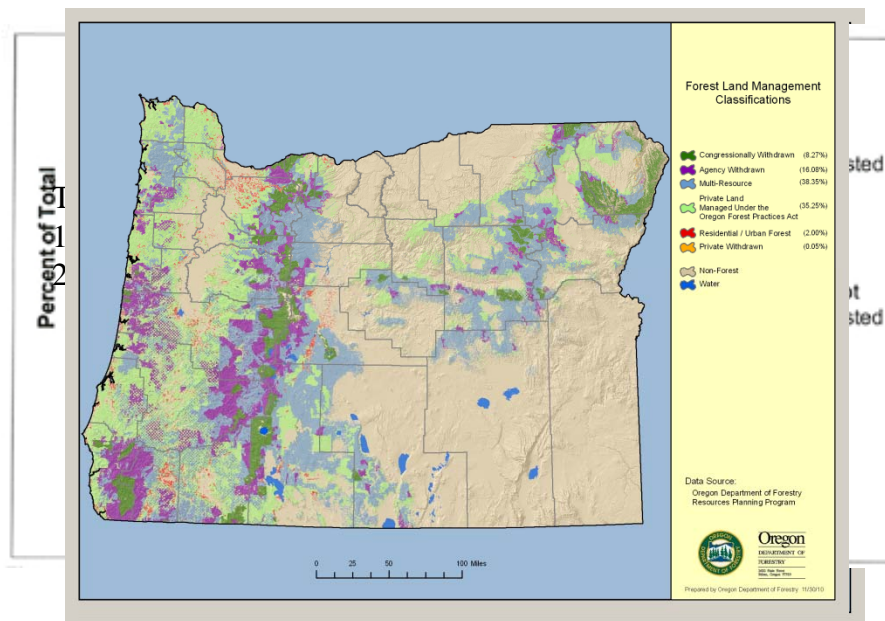 Forest Land Management
Classifications
Congressionally Withdrawn (8.27%)
Agency Withdrawn (16.08%)
Multi-Resource (38.35%)
Private Land
Managed Under the (35.25%)
Oregon Forest Practices Act
Residential / Urban Forest (2.00%)
Private Withdrawn (0.05%)
Non-Forest
Water
Percent of Total
T
1
2
sted
ot
sted
0 25 50 100 Miles
Data Source:
Oregon Department of Forestry
Resources Planning Program
Oregon
DEPARTMENT OF
FORESTRY
Prepared by Oregon Department of Forestry 11/30/10